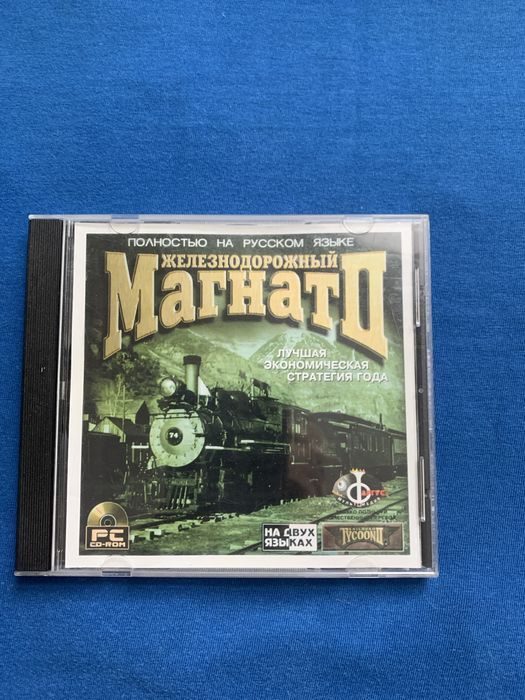 ПОЛНОСТЬЮ НА РУССКОМ ЯЗЫКЕ
ЖЕЛЕЗНОДОРОЖНЫЙ
МАГНАТ II
ЛУЧШАЯ
ЭКОНОМИЧЕСКАЯ
СТРАТЕГИЯ ГОДА
74
PC
CD-ROM
НА ДВУХ
ЯЗЫКАХ
TYCOON II